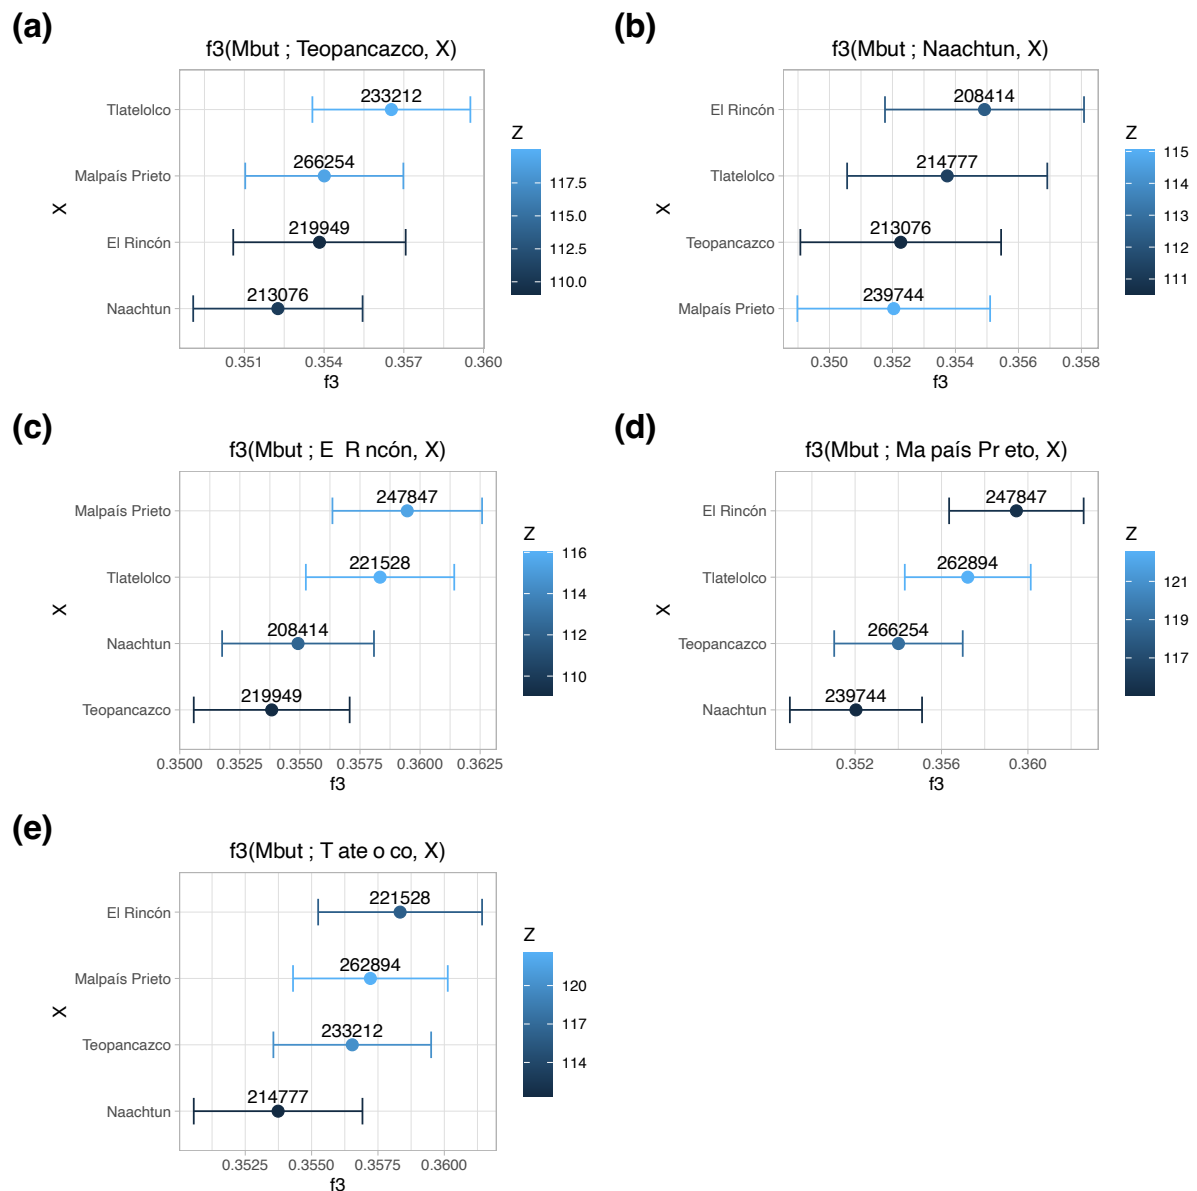 (a)
f3(Mbut ; Teopancazco, X)
Tlatelolco
233212
Malpaís Prieto
266254
El Rincón
219949
Naachtun
213076
X
0.351 0.354 0.357 0.360
f3
Z
117.5
115.0
112.5
110.0
(b)
f3(Mbut ; Naachtun, X)
El Rincón
208414
Tlatelolco
214777
Teopancazco
213076
Malpaís Prieto
239744
X
0.350 0.352 0.354 0.356 0.358
f3
Z
115
114
113
112
111
(c)
f3(Mbut ; E R ncón, X)
Malpaís Prieto
247847
Tlatelolco
221528
Naachtun
208414
Teopancazco
219949
X
0.3500 0.3525 0.3550 0.3575 0.3600 0.3625
f3
Z
116
114
112
110
(d)
f3(Mbut ; Ma país Pr eto, X)
El Rincón
247847
Tlatelolco
262894
Teopancazco
266254
Naachtun
239744
X
0.352 0.356 0.360
f3
Z
121
119
117
(e)
f3(Mbut ; T ate o co, X)
El Rincón
221528
Malpaís Prieto
262894
Teopancazco
233212
Naachtun
214777
X
0.3525 0.3550 0.3575 0.3600
f3
Z
120
117
114